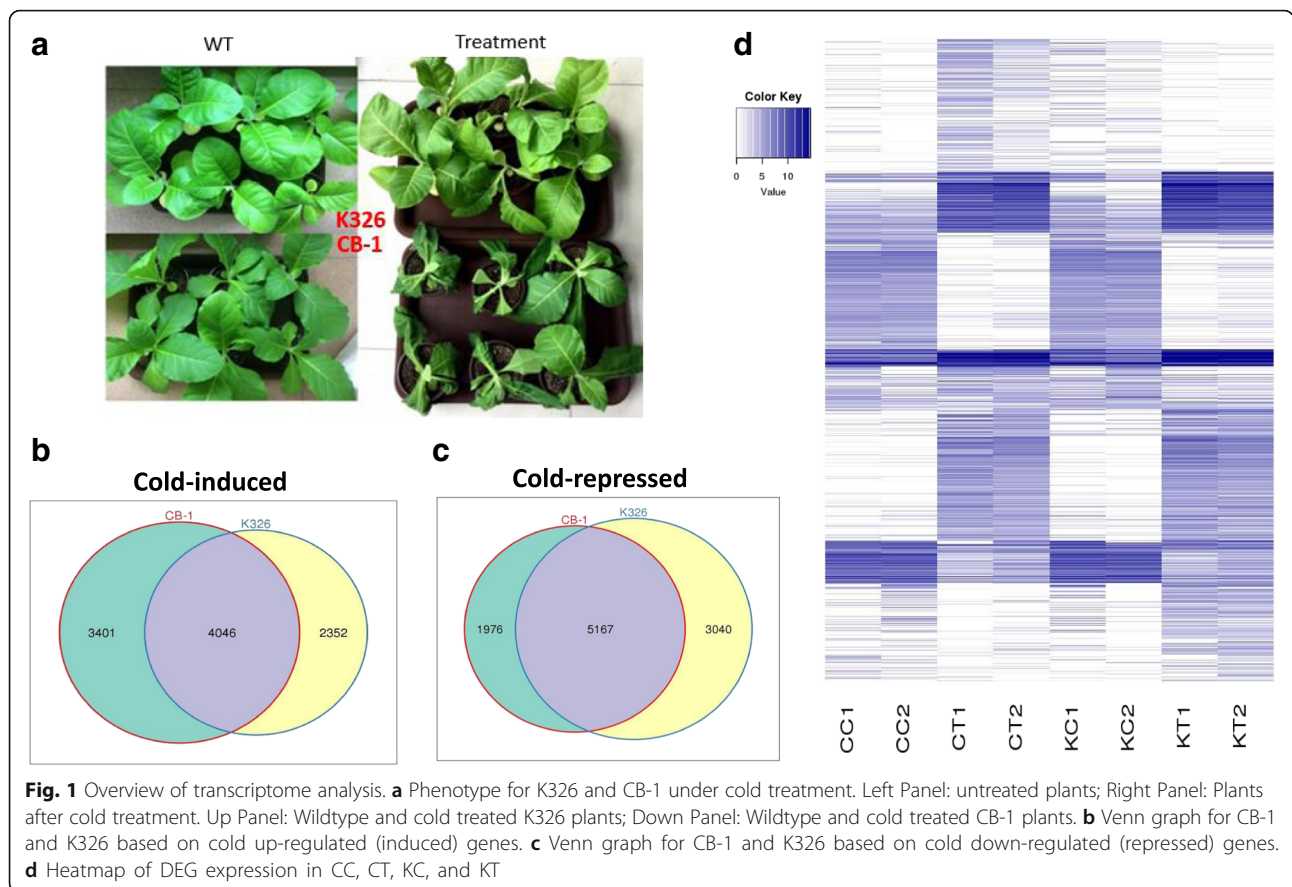 a
WT
Treatment
K326
CB-1
b
Cold-induced
CB-1
K326
3401
4046
2352
c
Cold-repressed
CB-1
K326
1976
5167
3040
d
Color Key
0 5 10
Value
CC1
CC2
CT1
CT2
KC1
KC2
KT1
KT2
Fig. 1 Overview of transcriptome analysis. a Phenotype for K326 and CB-1 under cold treatment. Left Panel: untreated plants; Right Panel: Plants
after cold treatment. Up Panel: Wildtype and cold treated K326 plants; Down Panel: Wildtype and cold treated CB-1 plants. b Venn graph for CB-1
and K326 based on cold up-regulated (induced) genes. c Venn graph for CB-1 and K326 based on cold down-regulated (repressed) genes.
d Heatmap of DEG expression in CC, CT, KC, and KT